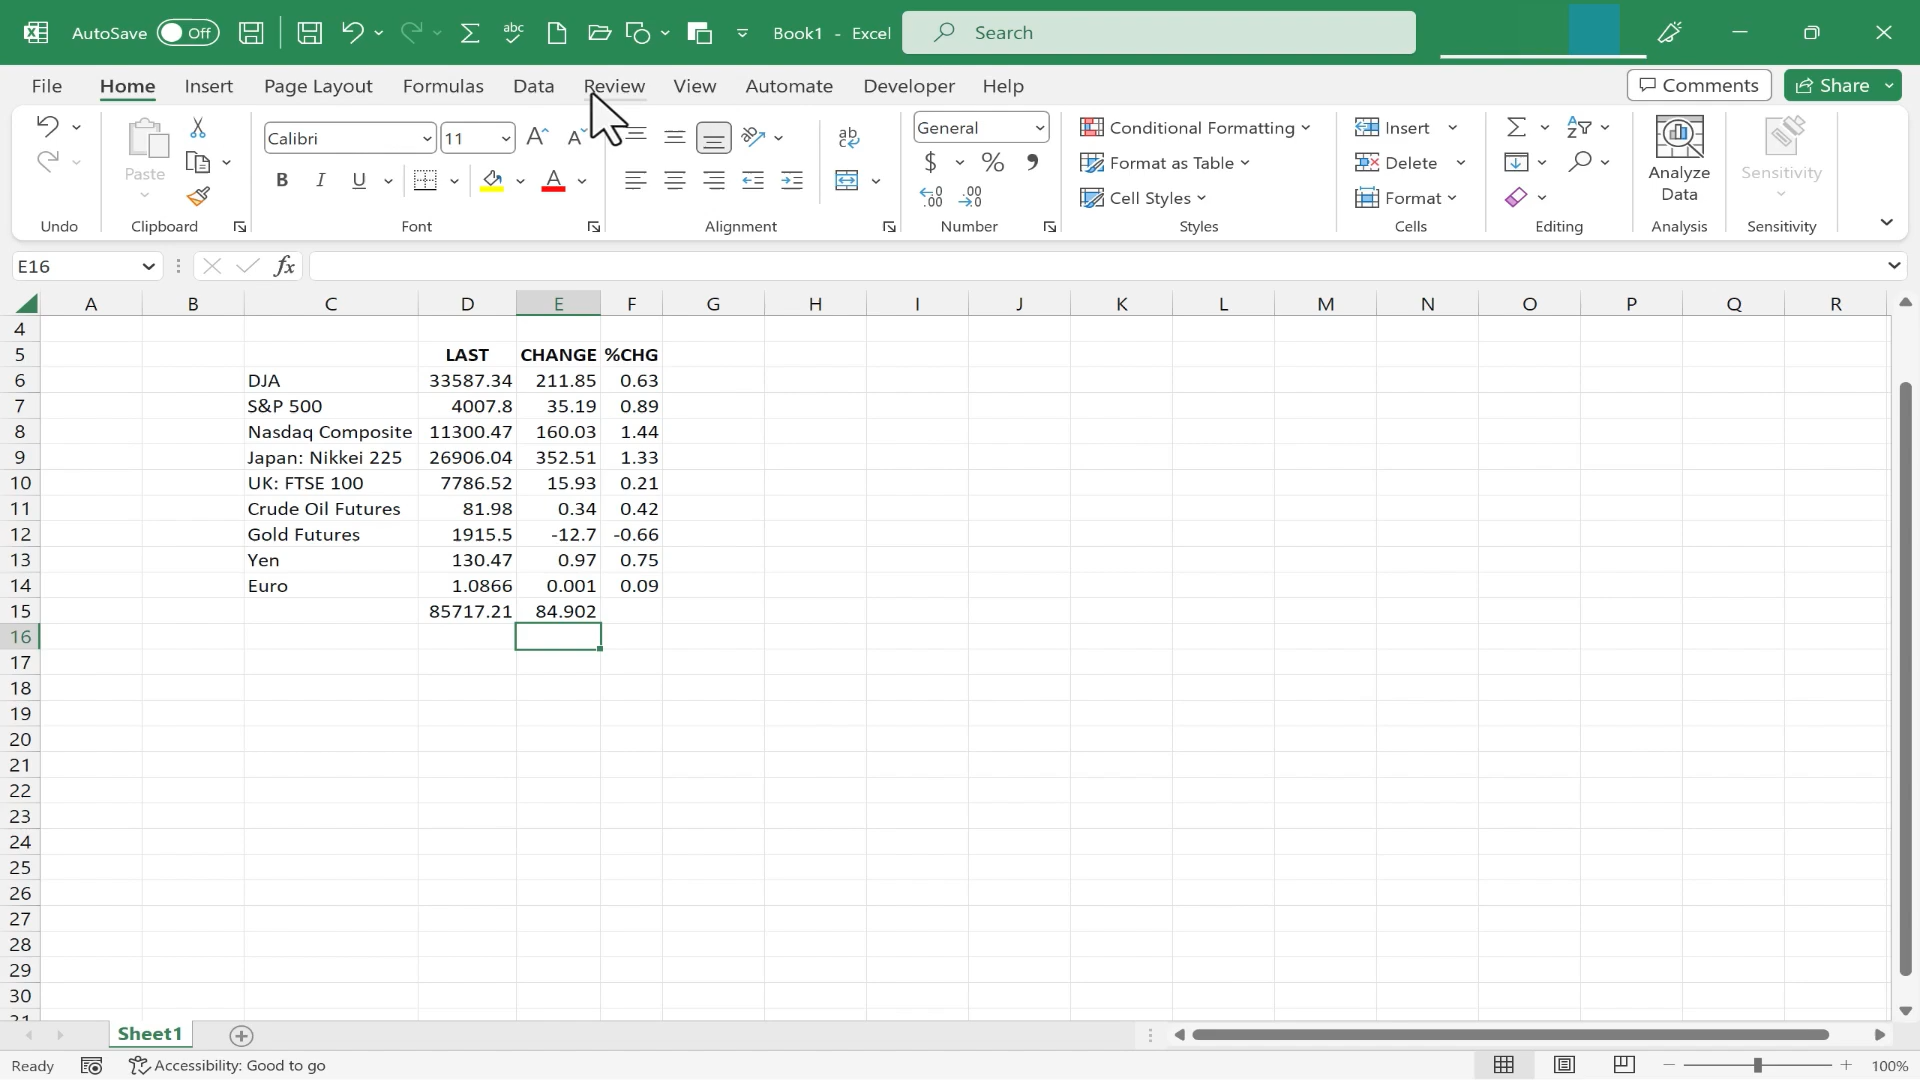 AutoSave Off Book1 - Excel Search
File Home Insert Page Layout Formulas Data Review View Automate Developer Help Comments Share
Calibri 11 General Conditional Formatting Insert
Paste Format as Table Delete Analyze Data Sensitivity
B I U $ % Cell Styles Format
Undo Clipboard Font Alignment Number Styles Cells Editing Analysis Sensitivity
E16 fx
A B C D E F G H I J K L M N O P Q R
4
5 LAST CHANGE %CHG
6 DJA 33587.34 211.85 0.63
7 S&P 500 4007.8 35.19 0.89
8 Nasdaq Composite 11300.47 160.03 1.44
9 Japan: Nikkei 225 26906.04 352.51 1.33
10 UK: FTSE 100 7786.52 15.93 0.21
11 Crude Oil Futures 81.98 0.34 0.42
12 Gold Futures 1915.5 -12.7 -0.66
13 Yen 130.47 0.97 0.75
14 Euro 1.0866 0.001 0.09
15 85717.21 84.902
16
17
18
19
20
21
22
23
24
25
26
27
28
29
30
Sheet1
Ready Accessibility: Good to go 100%